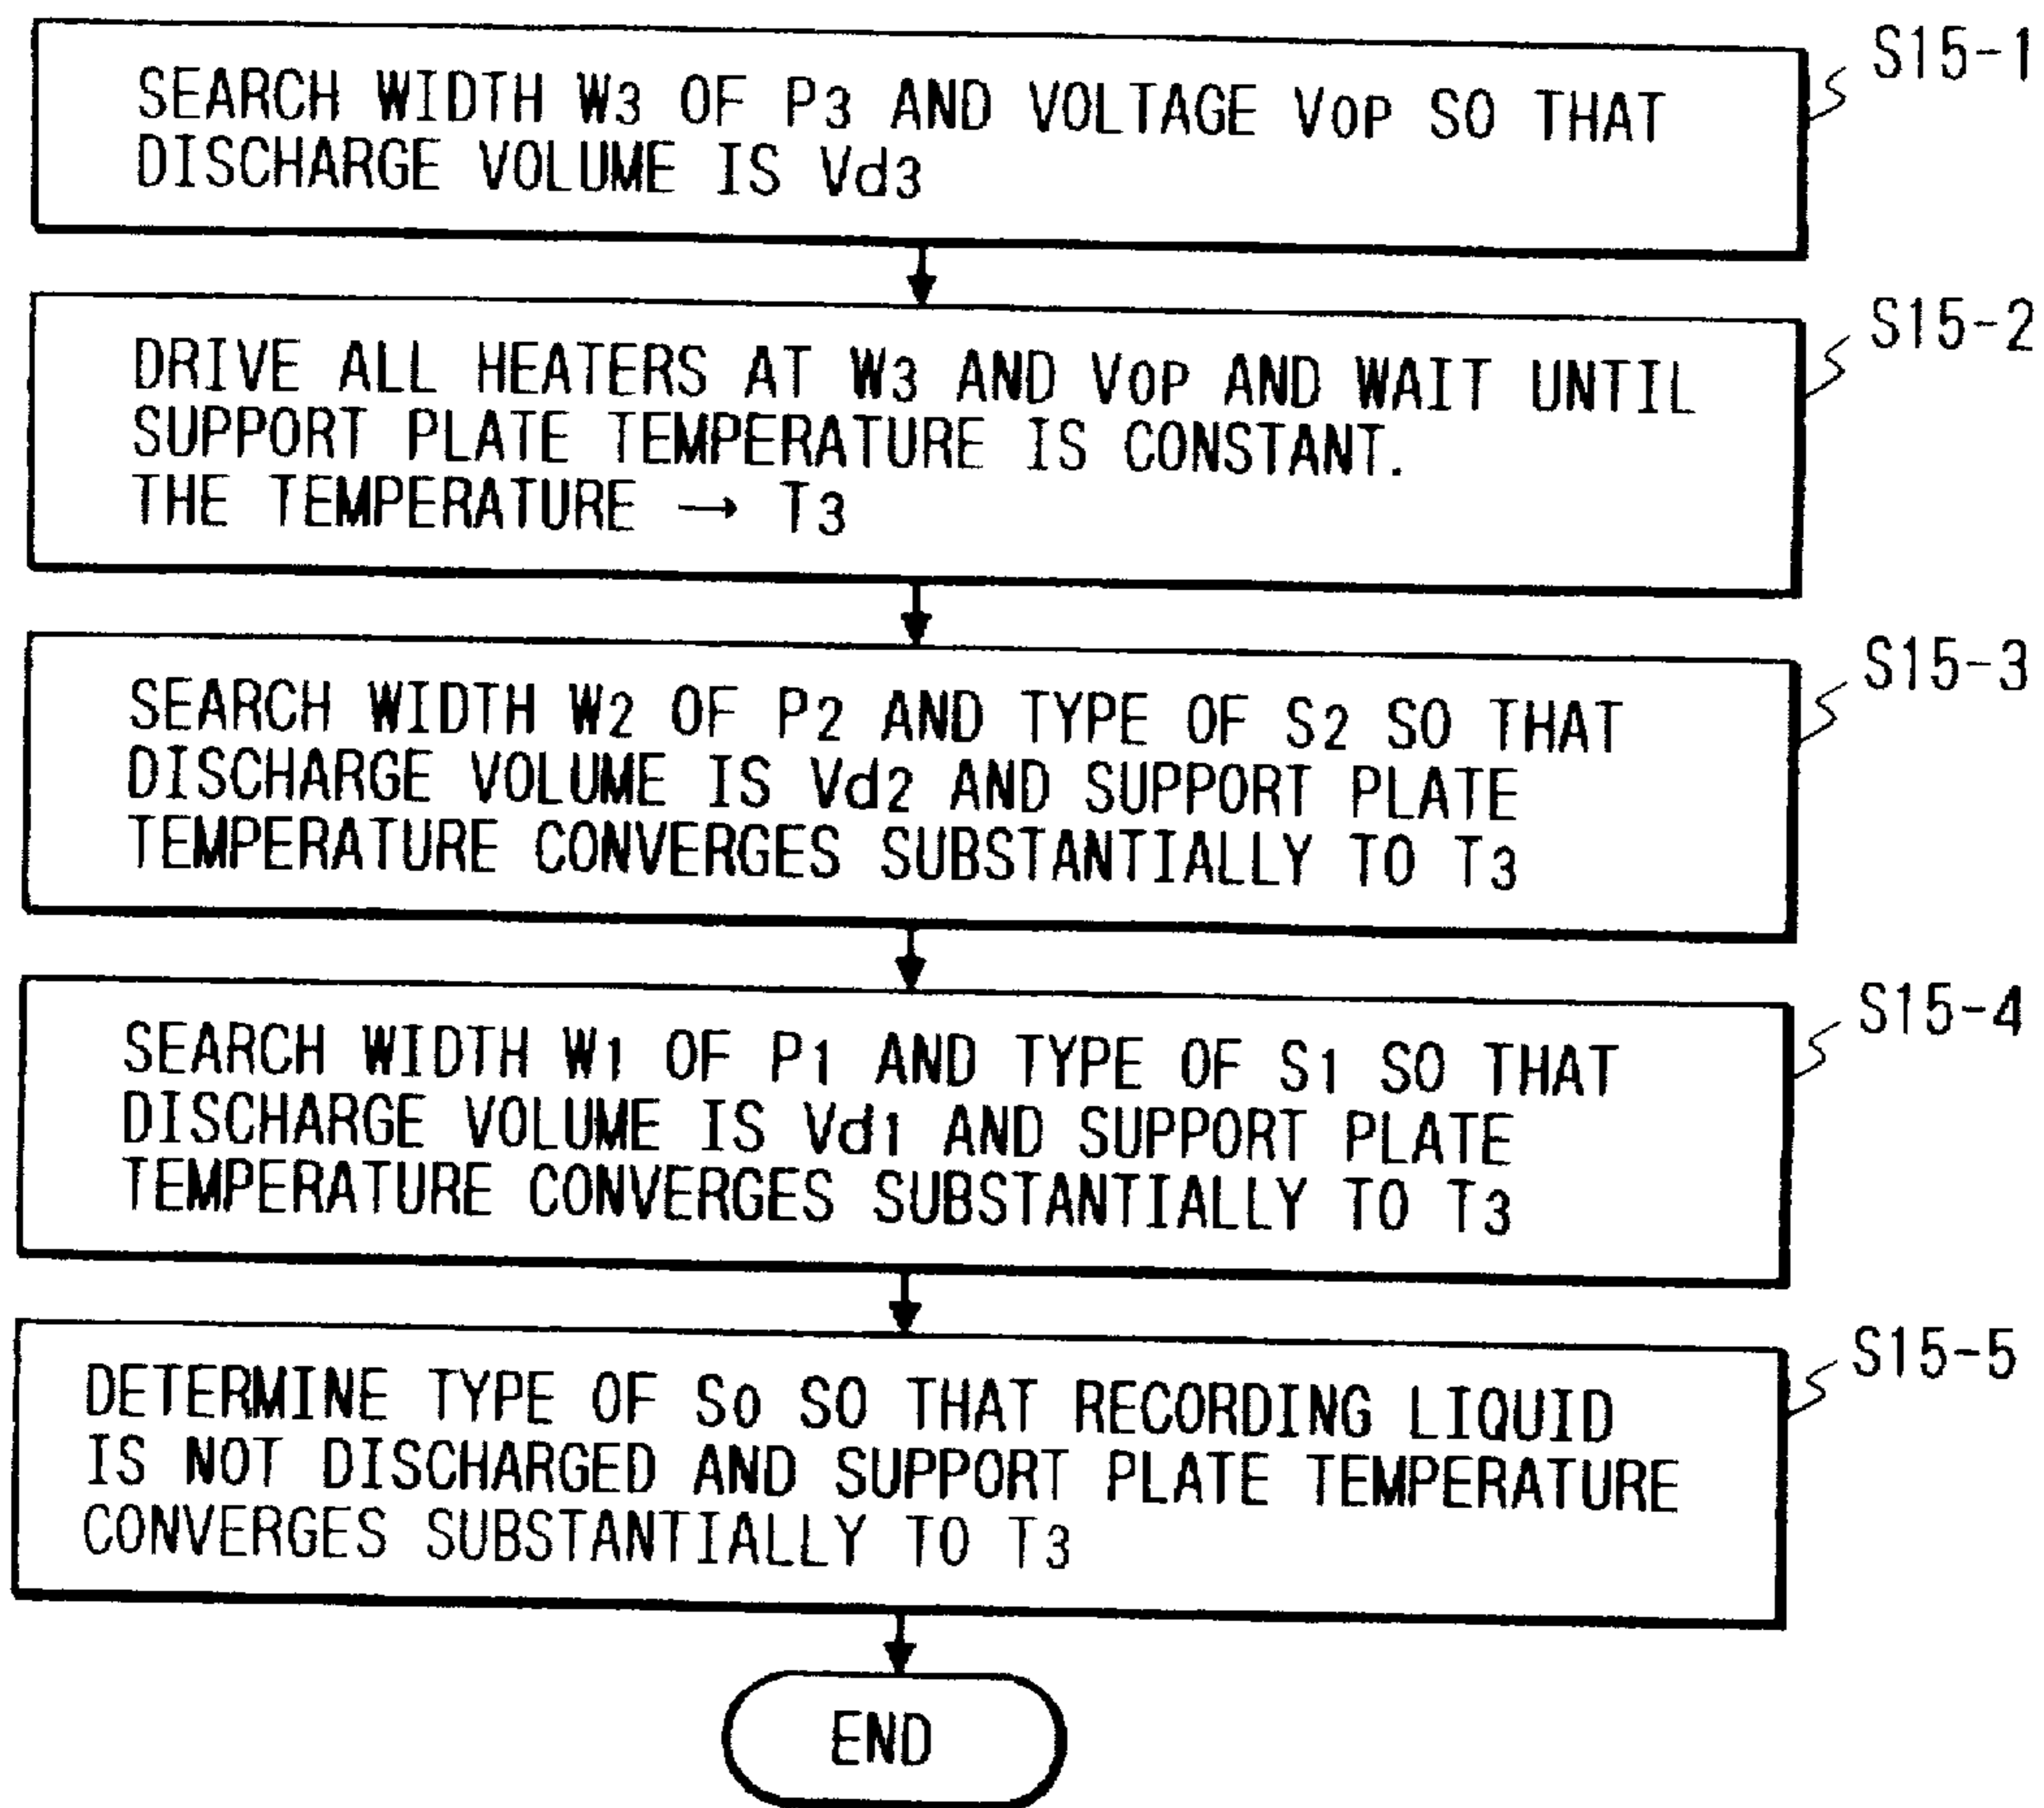 S15-1
SEARCH WIDTH W3 OF P3 AND VOLTAGE VOP SO THAT
DISCHARGE VOLUME IS Vd3
S15-2
DRIVE ALL HEATERS AT W3 AND VOP AND WAIT UNTIL
SUPPORT PLATE TEMPERATURE IS CONSTANT.
THE TEMPERATURE → T3
S15-3
SEARCH WIDTH W2 OF P2 AND TYPE OF S2 SO THAT
DISCHARGE VOLUME IS Vd2 AND SUPPORT PLATE
TEMPERATURE CONVERGES SUBSTANTIALLY TO T3
S15-4
SEARCH WIDTH W1 OF P1 AND TYPE OF S1 SO THAT
DISCHARGE VOLUME IS Vd1 AND SUPPORT PLATE
TEMPERATURE CONVERGES SUBSTANTIALLY TO T3
S15-5
DETERMINE TYPE OF S0 SO THAT RECORDING LIQUID
IS NOT DISCHARGED AND SUPPORT PLATE TEMPERATURE
CONVERGES SUBSTANTIALLY TO T3
END